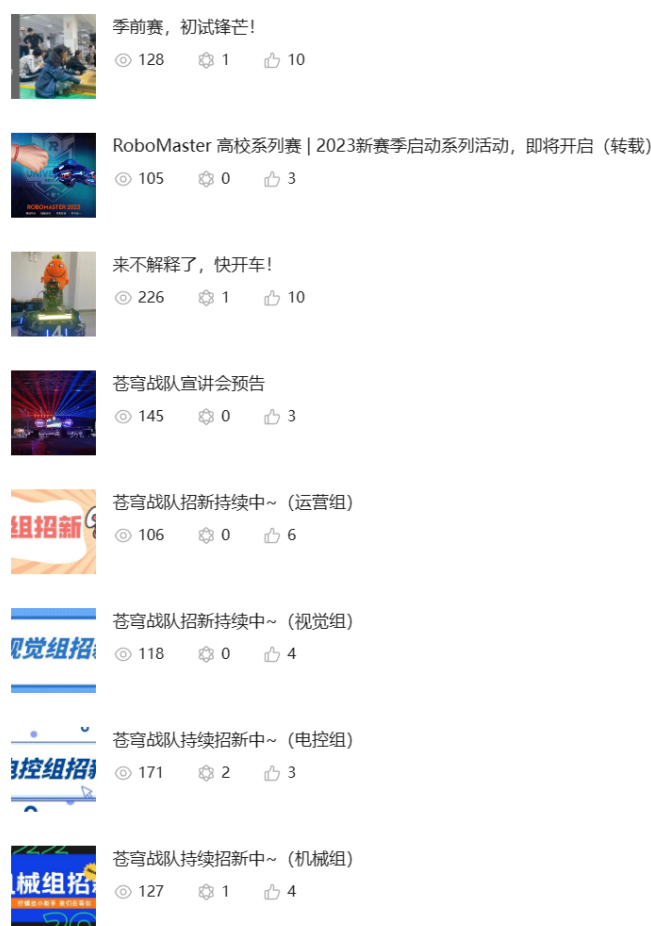 季前赛，初试锋芒！
128 1 10
RoboMaster 高校系列赛 | 2023新赛季启动系列活动，即将开启（转载）
105 0 3
ROBOMASTER 2023
来不解释了，快开车！
226 1 10
苍穹战队宣讲会预告
145 0 3
苍穹战队招新持续中~（运营组）
106 0 6
组招新
苍穹战队招新持续中~（视觉组）
118 0 4
视觉组招新
苍穹战队持续招新中~（电控组）
171 2 3
电控组招新
苍穹战队持续招新中~（机械组）
127 1 4
机械组招新